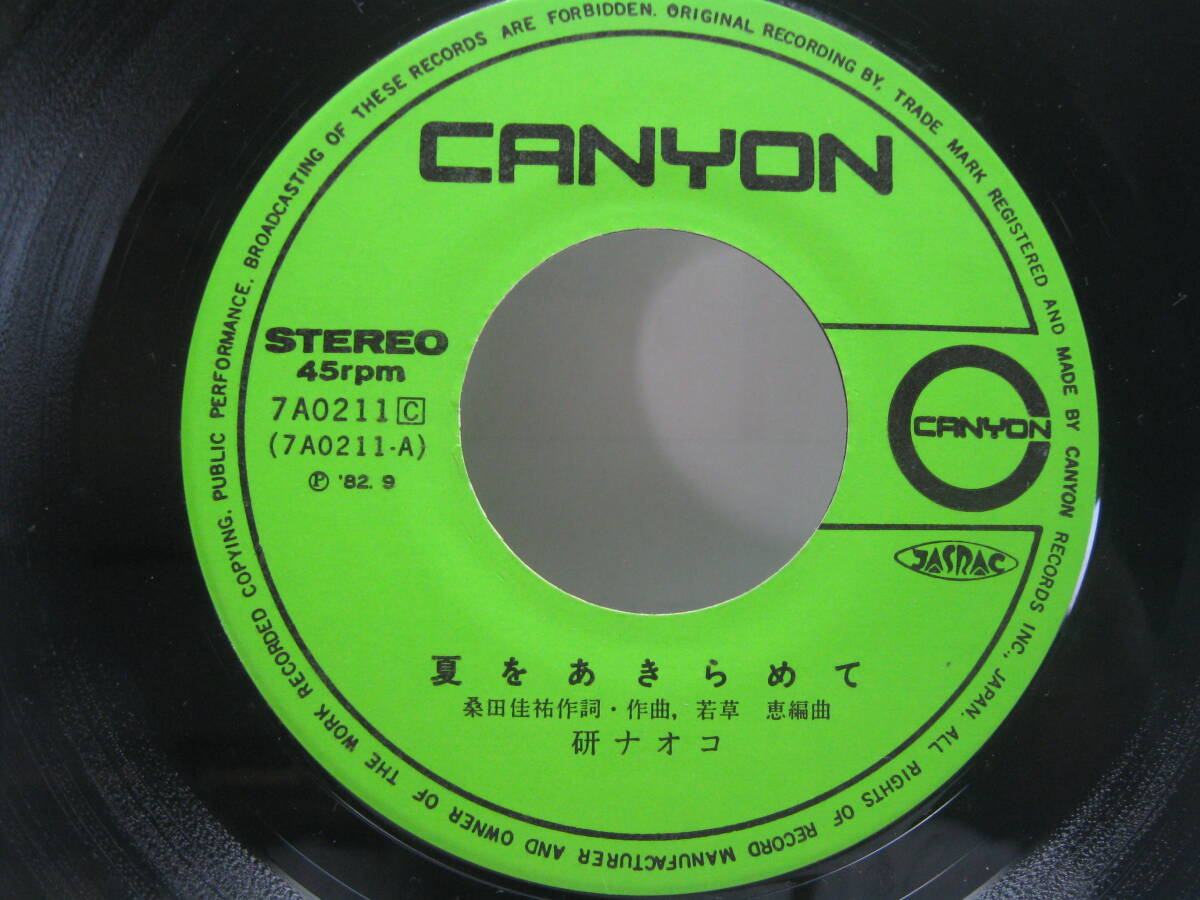 ORIGINAL RECORDING BY, TRADE MARK REGISTERED AND MADE BY CANYON RECORDS INC., JAPAN. ALL RIGHTS OF RECORD MANUFACTURER AND OWNER OF THE WORK RECORDED COPYING. PUBLIC PERFORMANCE. BROADCASTING OF THESE RECORDS ARE FORBIDDEN.
CANYON
STEREO
45rpm
7A0211 C
(7A0211-A)
Ⓟ '82. 9
CANYON
JASRAC
夏をあきらめて
桑田佳祐作詞・作曲, 若草 恵編曲
研ナオコ